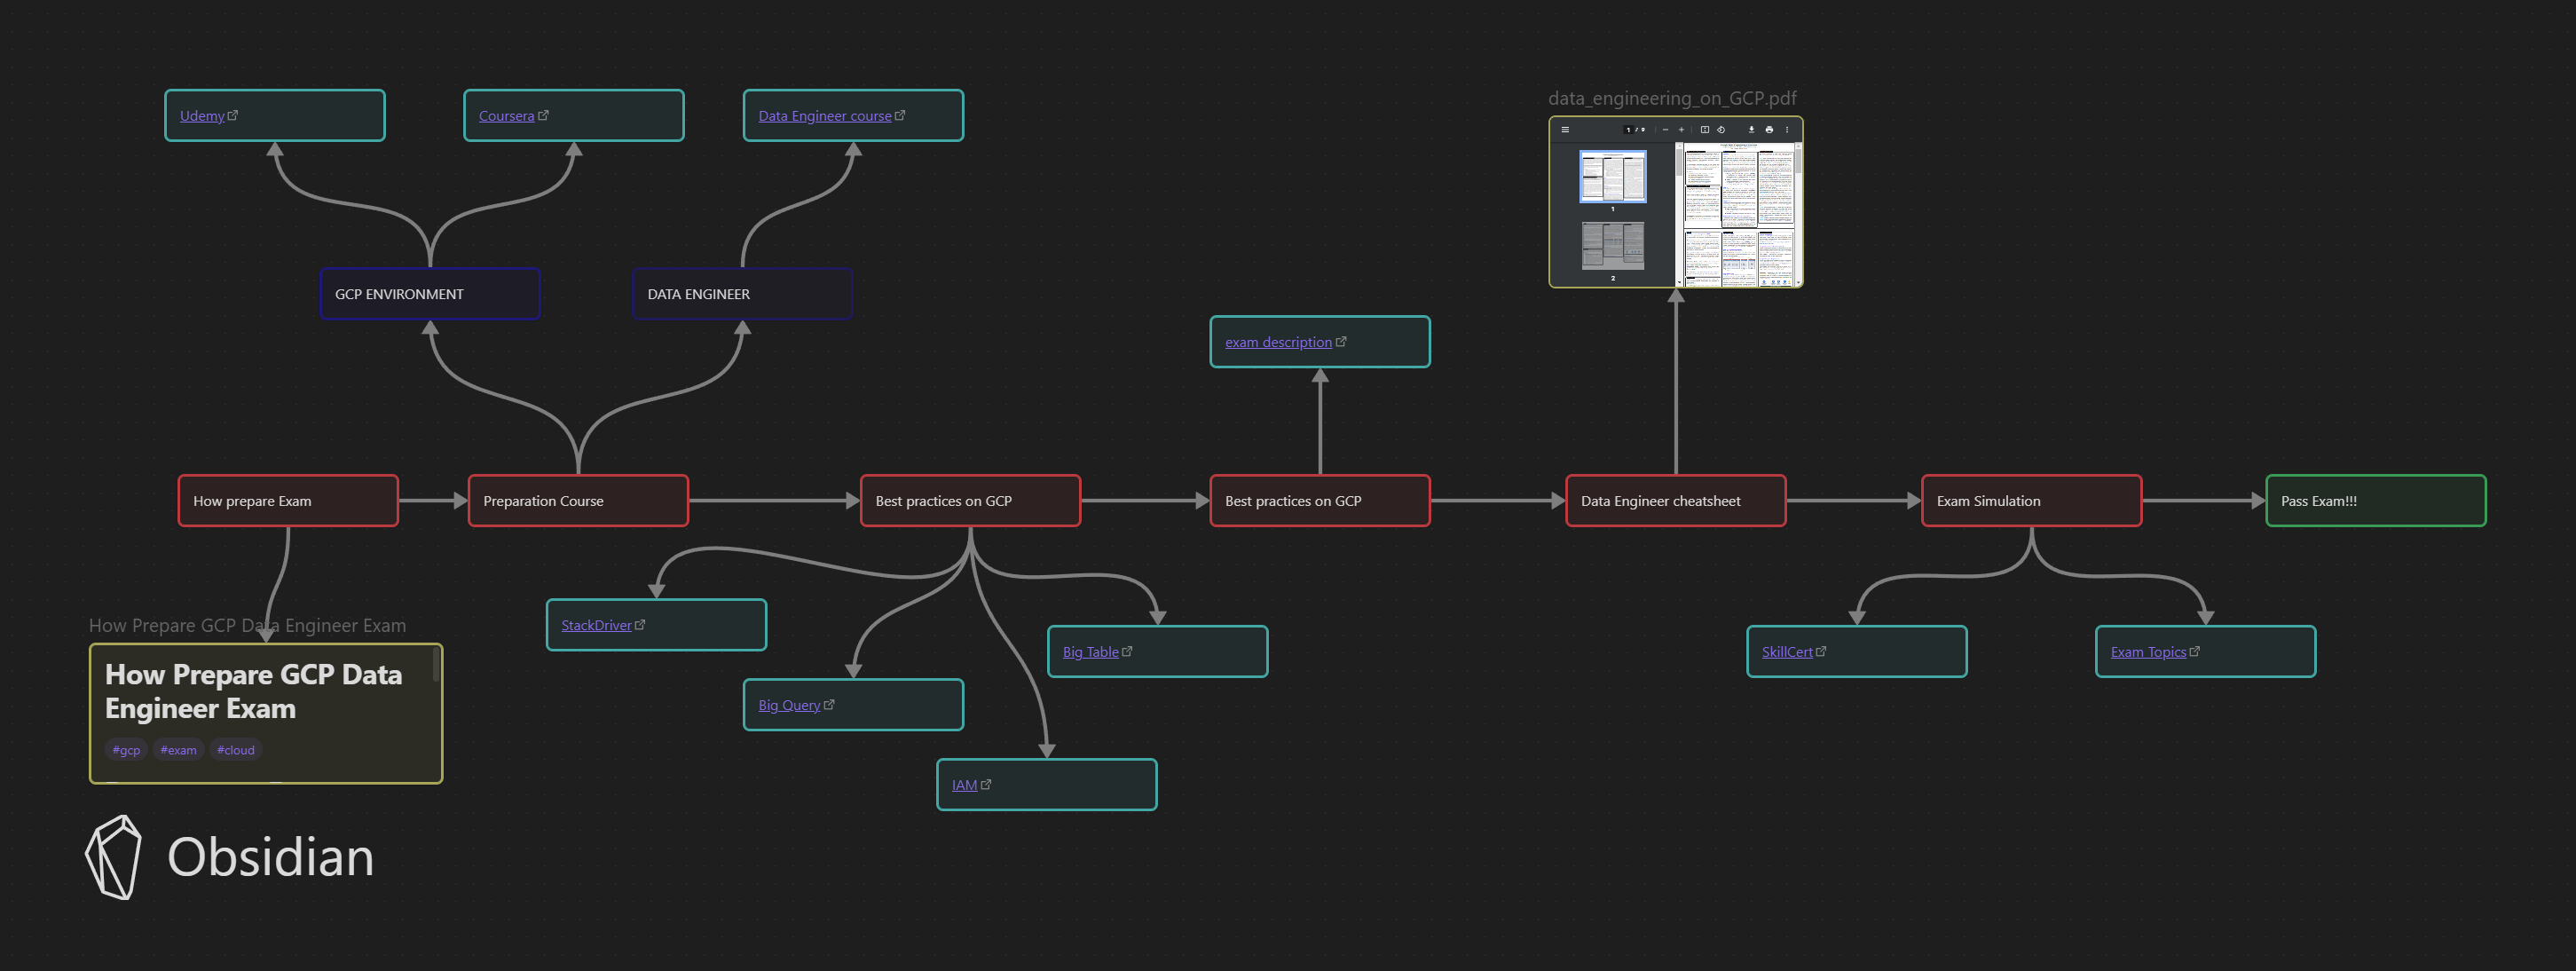 Udemy
Coursera
Data Engineer course
data_engineering_on_GCP.pdf
1
1
2
GCP ENVIRONMENT
DATA ENGINEER
exam description
How prepare Exam
Preparation Course
Best practices on GCP
Best practices on GCP
Data Engineer cheatsheet
Exam Simulation
Pass Exam!!!
StackDriver
Big Query
IAM
Big Table
SkillCert
Exam Topics
How Prepare GCP Data Engineer Exam
How Prepare GCP Data
Engineer Exam
#gcp #exam #cloud
Obsidian